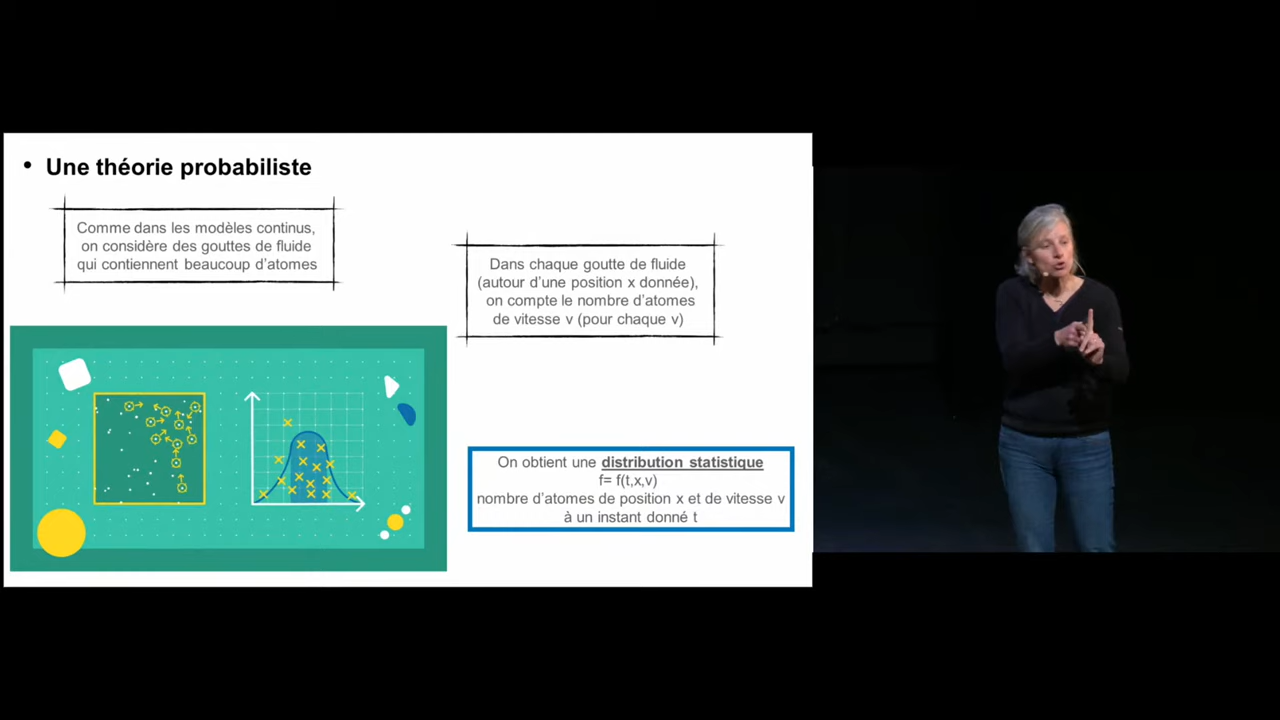 • Une théorie probabiliste
Comme dans les modèles continus,
on considère des gouttes de fluide
qui contiennent beaucoup d'atomes
Dans chaque goutte de fluide
(autour d'une position x donnée),
on compte le nombre d'atomes
de vitesse v (pour chaque v)
On obtient une distribution statistique
f= f(t,x,v)
nombre d'atomes de position x et de vitesse v
à un instant donné t